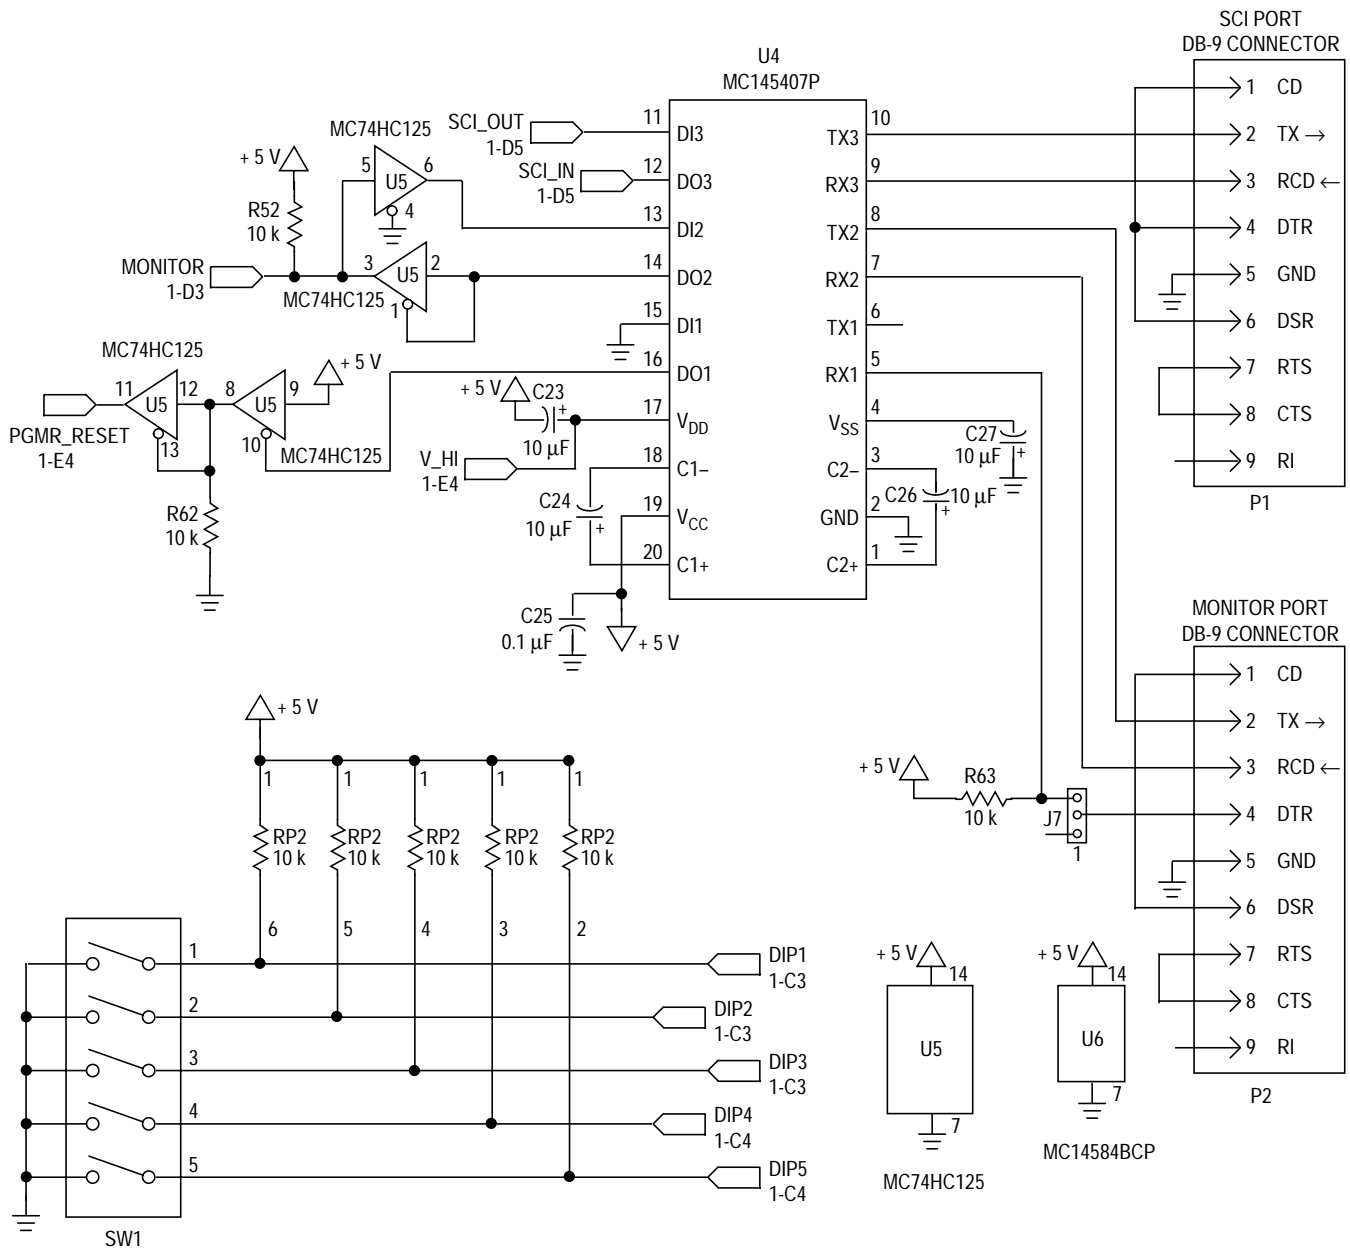 SCI PORT
DB-9 CONNECTOR
1 CD
2 TX →
3 RCD ←
4 DTR
5 GND
6 DSR
7 RTS
8 CTS
9 RI
P1
U4
MC145407P
11 DI3
12 DO3
13 DI2
14 DO2
15 DI1
16 DO1
17 VDD
18 C1–
19 VCC
20 C1+
TX3 10
RX3 9
TX2 8
RX2 7
TX1 6
RX1 5
VSS 4
C2– 3
GND 2
C2+ 1
SCI_OUT
1-D5
SCI_IN
1-D5
MC74HC125
5 U5 6
4
+ 5 V
R52
10 k
MONITOR
1-D3
3 U5 2
1
MC74HC125
MC74HC125
11 U5 12
13
8 U5 9
10
+ 5 V
MC74HC125
PGMR_RESET
1-E4
R62
10 k
+ 5 V
C23
+
10 µF
V_HI
1-E4
C24
10 µF
+
C25
0.1 µF
+ 5 V
C27
10 µF
+
C26
10 µF
+
MONITOR PORT
DB-9 CONNECTOR
1 CD
2 TX →
3 RCD ←
4 DTR
5 GND
6 DSR
7 RTS
8 CTS
9 RI
P2
+ 5 V
R63
10 k
J7
1
+ 5 V
1 1 1 1 1
RP2 RP2 RP2 RP2 RP2
10 k 10 k 10 k 10 k 10 k
6 5 4 3 2
1
2
3
4
5
SW1
DIP1
1-C3
DIP2
1-C3
DIP3
1-C3
DIP4
1-C4
DIP5
1-C4
+ 5 V
14
U5
7
MC74HC125
+ 5 V
14
U6
7
MC14584BCP